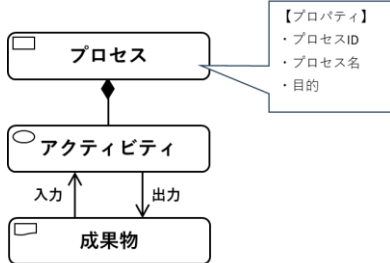 【プロパティ】
・プロセスID
・プロセス名
・目的
プロセス
アクティビティ
入力
出力
成果物